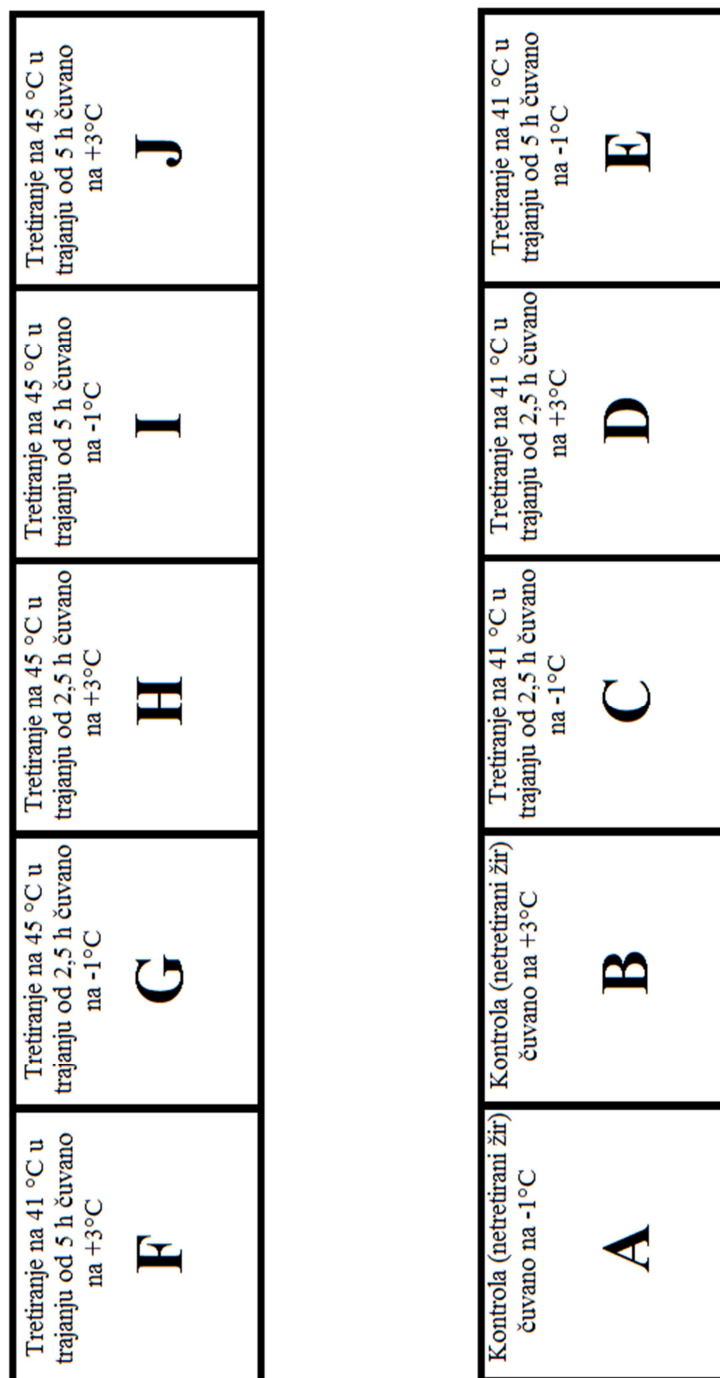 Tretiranje na 41 °C u
trajanju od 5 h čuvano
na +3°C
F
Tretiranje na 45 °C u
trajanju od 2,5 h čuvano
na -1°C
G
Tretiranje na 45 °C u
trajanju od 2,5 h čuvano
na +3°C
H
Tretiranje na 45 °C u
trajanju od 5 h čuvano
na -1°C
I
Tretiranje na 45 °C u
trajanju od 5 h čuvano
na +3°C
J
Kontrola (netretirani žir)
čuvano na -1°C
A
Kontrola (netretirani žir)
čuvano na +3°C
B
Tretiranje na 41 °C u
trajanju od 2,5 h čuvano
na -1°C
C
Tretiranje na 41 °C u
trajanju od 2,5 h čuvano
na +3°C
D
Tretiranje na 41 °C u
trajanju od 5 h čuvano
na -1°C
E